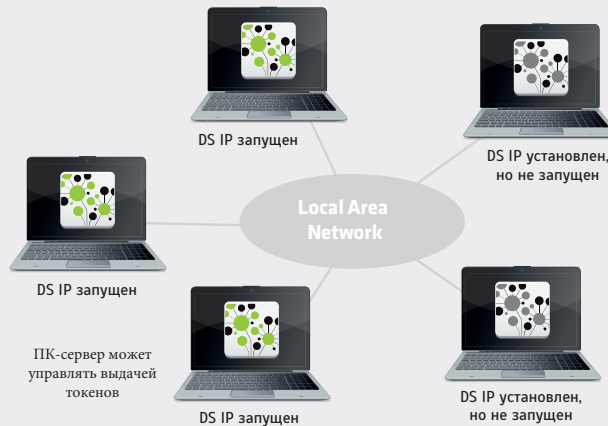 DS IP запущен
DS IP установлен,
но не запущен
Local Area
Network
DS IP запущен
ПК-сервер может
управлять выдачей
токенов
DS IP запущен
DS IP установлен,
но не запущен